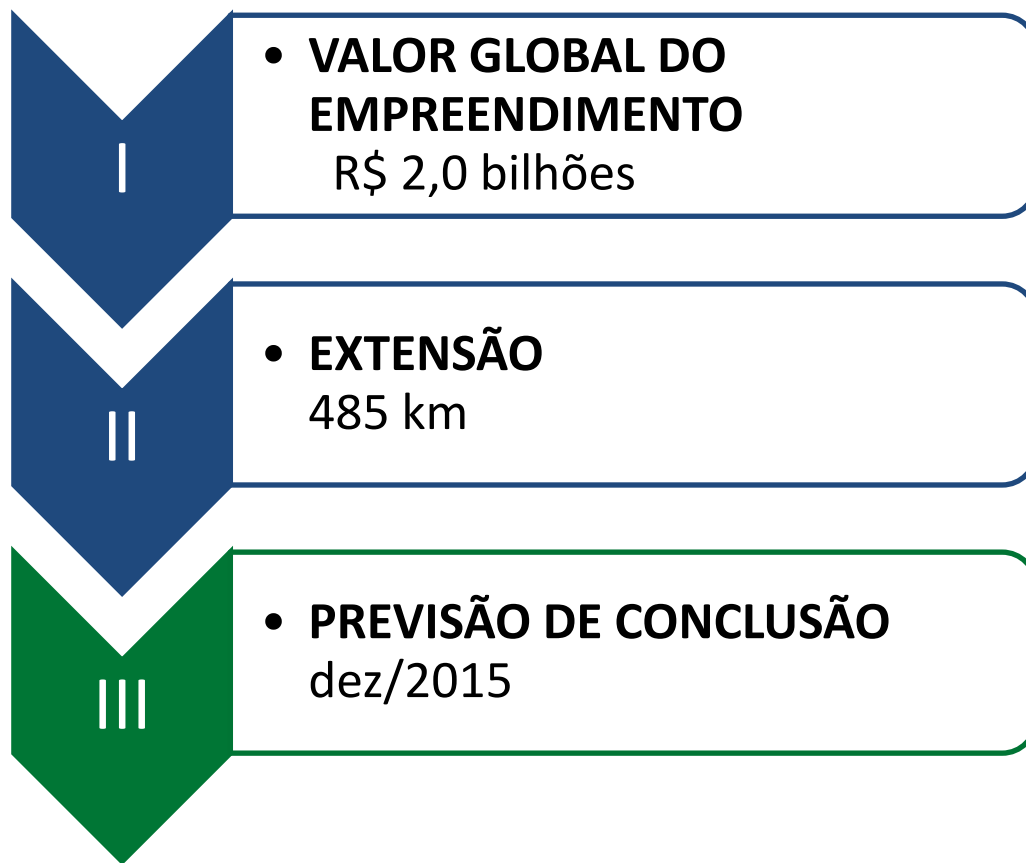 I
• VALOR GLOBAL DO
EMPREENDIMENTO
R$ 2,0 bilhões
II
• EXTENSÃO
485 km
III
• PREVISÃO DE CONCLUSÃO
dez/2015